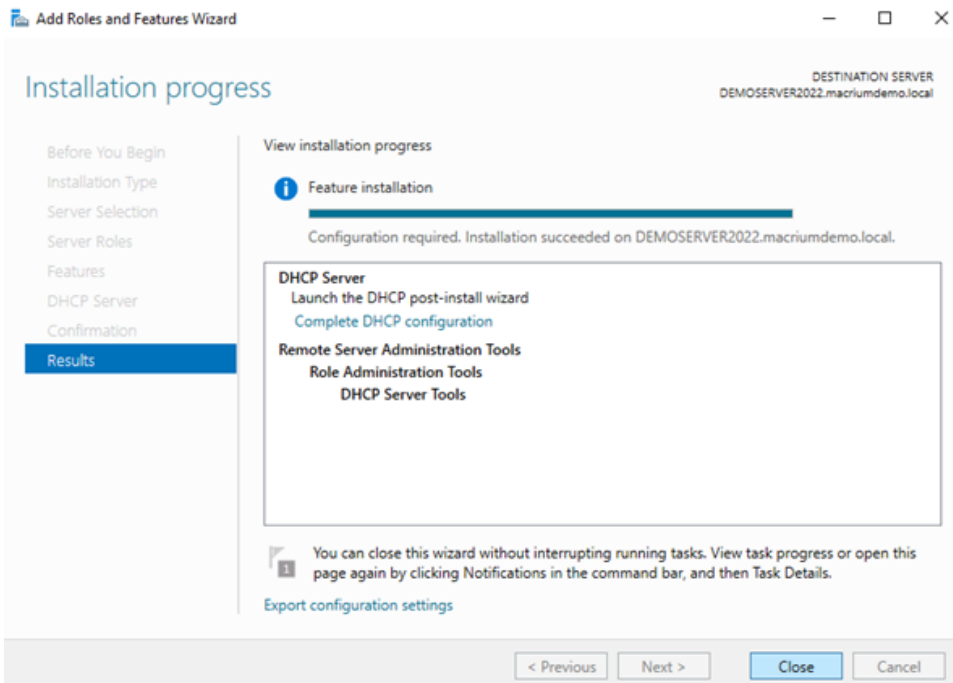 Add Roles and Features Wizard
Installation progress
DESTINATION SERVER
DEMOSERVER2022.macriumdemo.local
Before You Begin
Installation Type
Server Selection
Server Roles
Features
DHCP Server
Confirmation
Results
View installation progress
Feature installation
Configuration required. Installation succeeded on DEMOSERVER2022.macriumdemo.local.
DHCP Server
Launch the DHCP post-install wizard
Complete DHCP configuration
Remote Server Administration Tools
Role Administration Tools
DHCP Server Tools
1
You can close this wizard without interrupting running tasks. View task progress or open this
page again by clicking Notifications in the command bar, and then Task Details.
Export configuration settings
< Previous
Next >
Close
Cancel